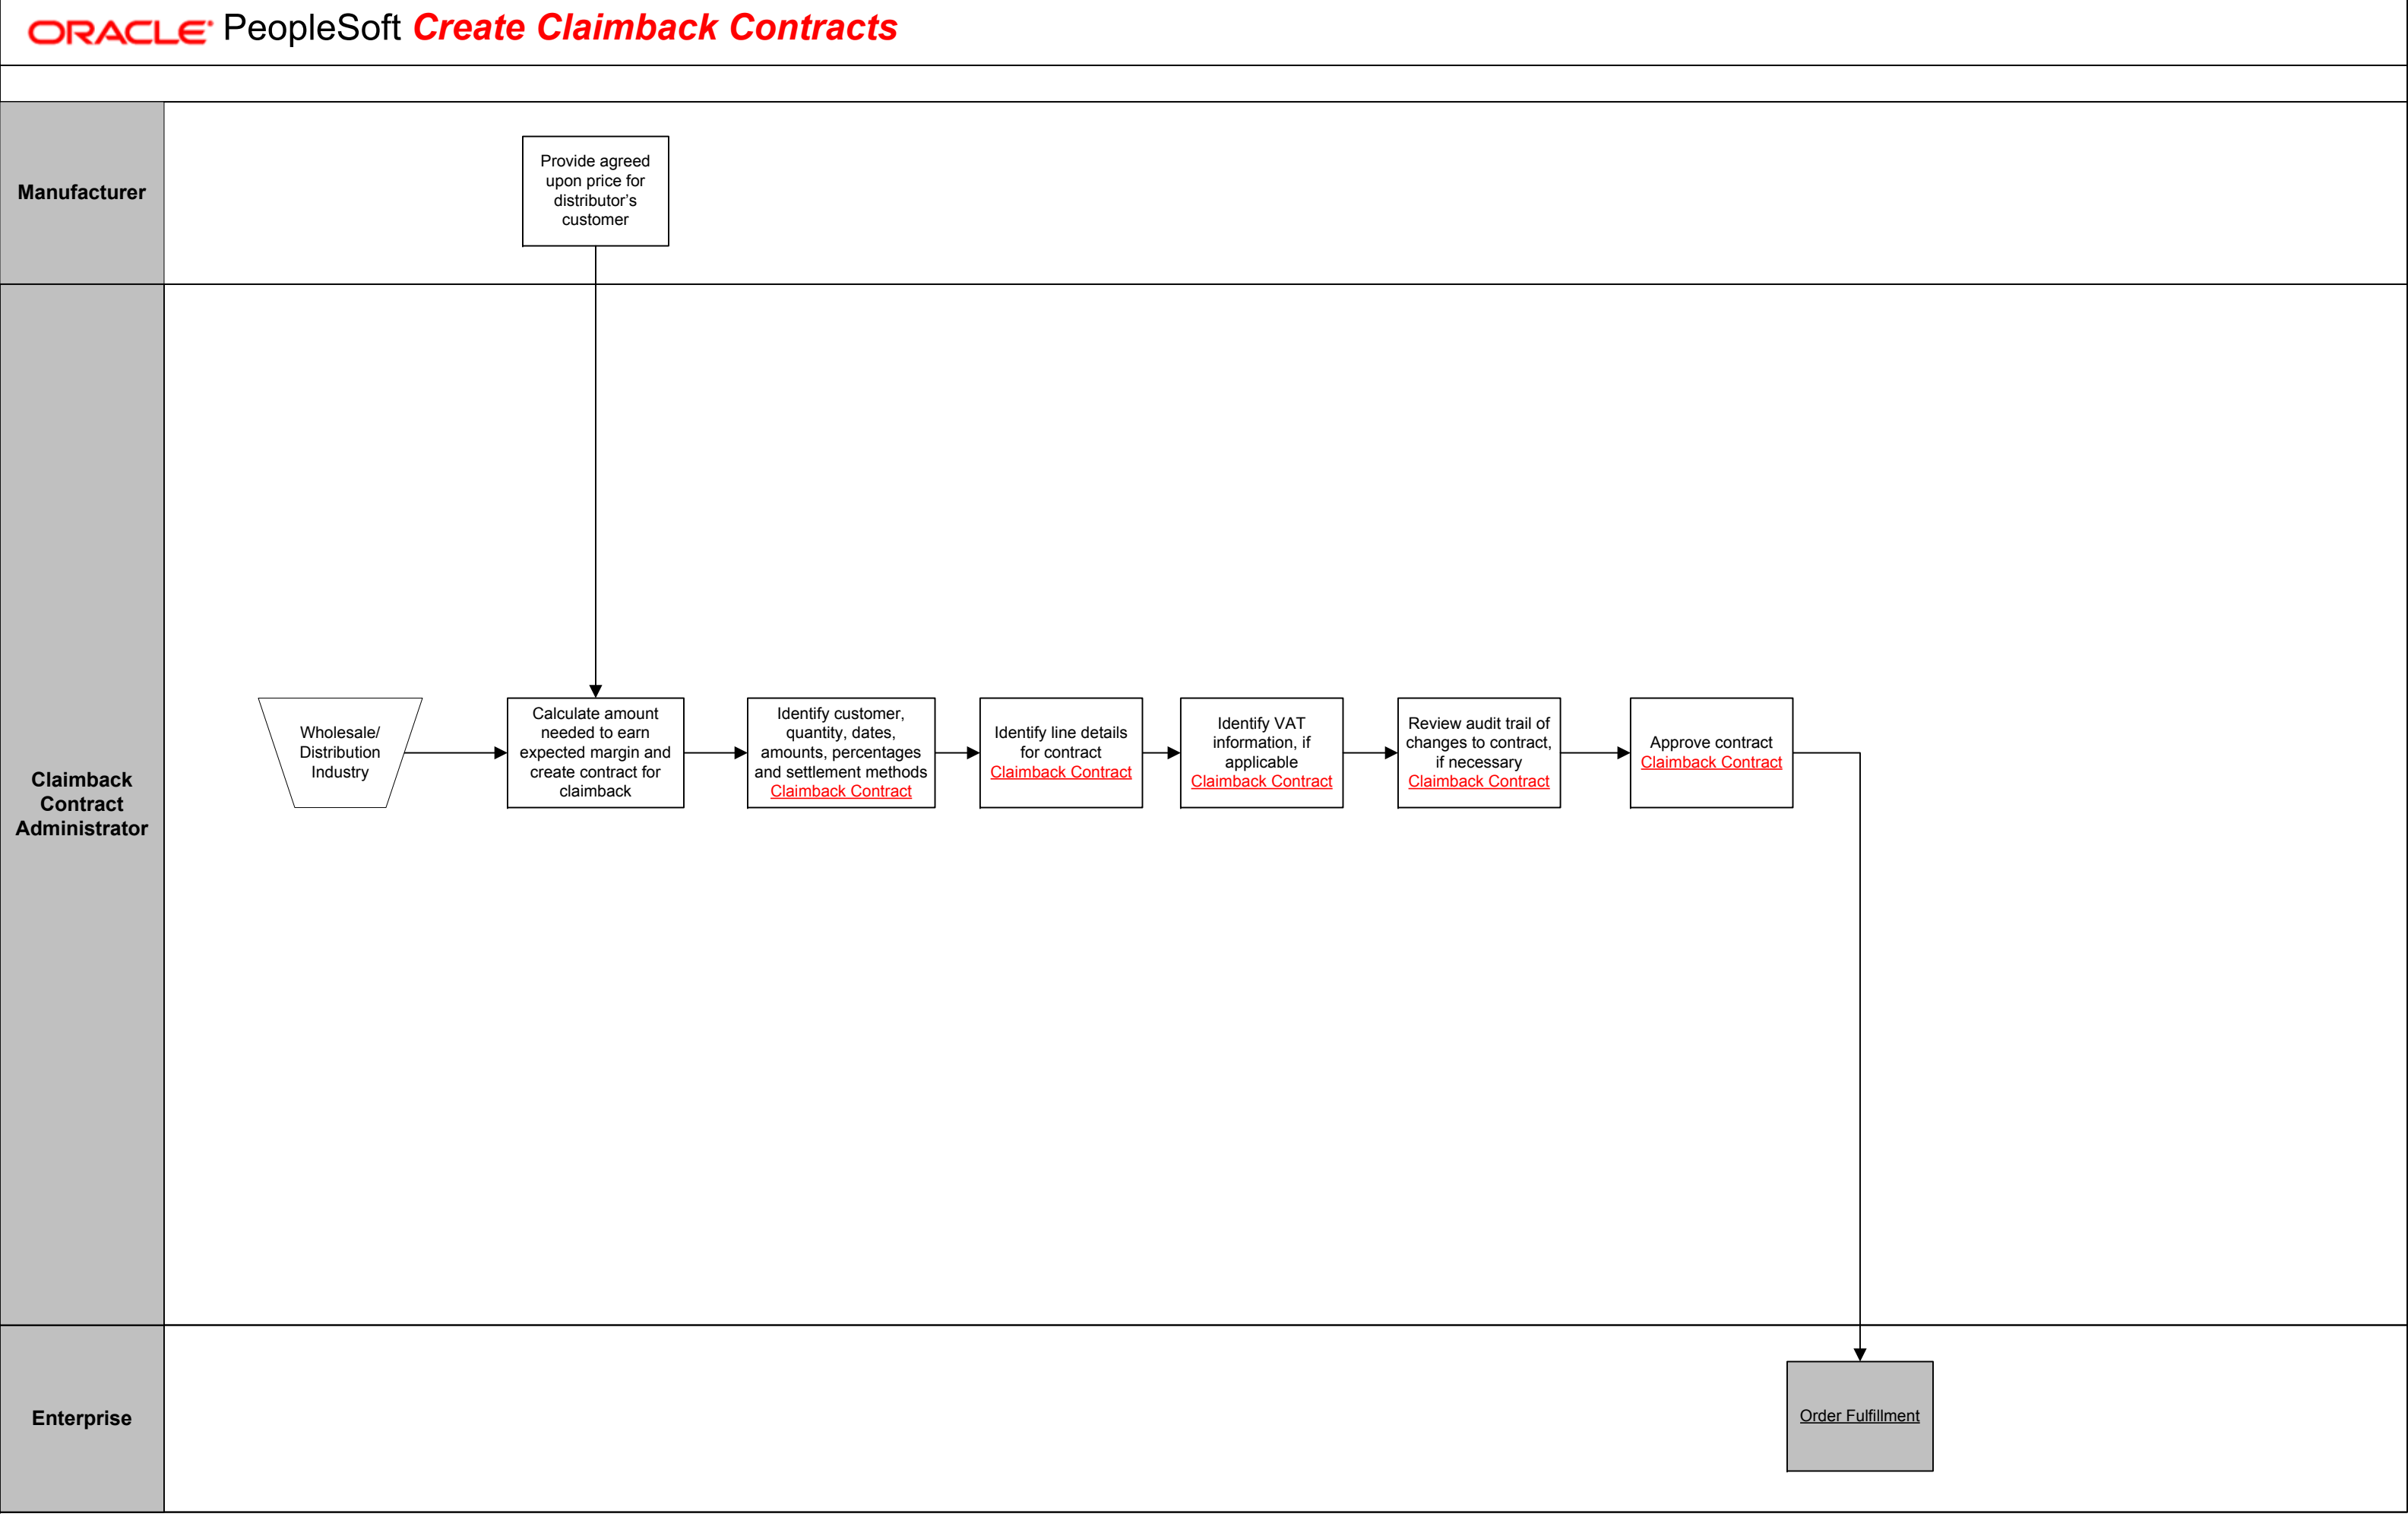 ORACLE PeopleSoft Create Claimback Contracts
Manufacturer
Provide agreed
upon price for
distributor's
customer
Claimback
Contract
Administrator
Wholesale/
Distribution
Industry
Calculate amount
needed to earn
expected margin and
create contract for
claimback
Identify customer,
quantity, dates,
amounts, percentages
and settlement methods
Claimback Contract
Identify line details
for contract
Claimback Contract
Identify VAT
information, if
applicable
Claimback Contract
Review audit trail of
changes to contract,
if necessary
Claimback Contract
Approve contract
Claimback Contract
Enterprise
Order Fulfillment